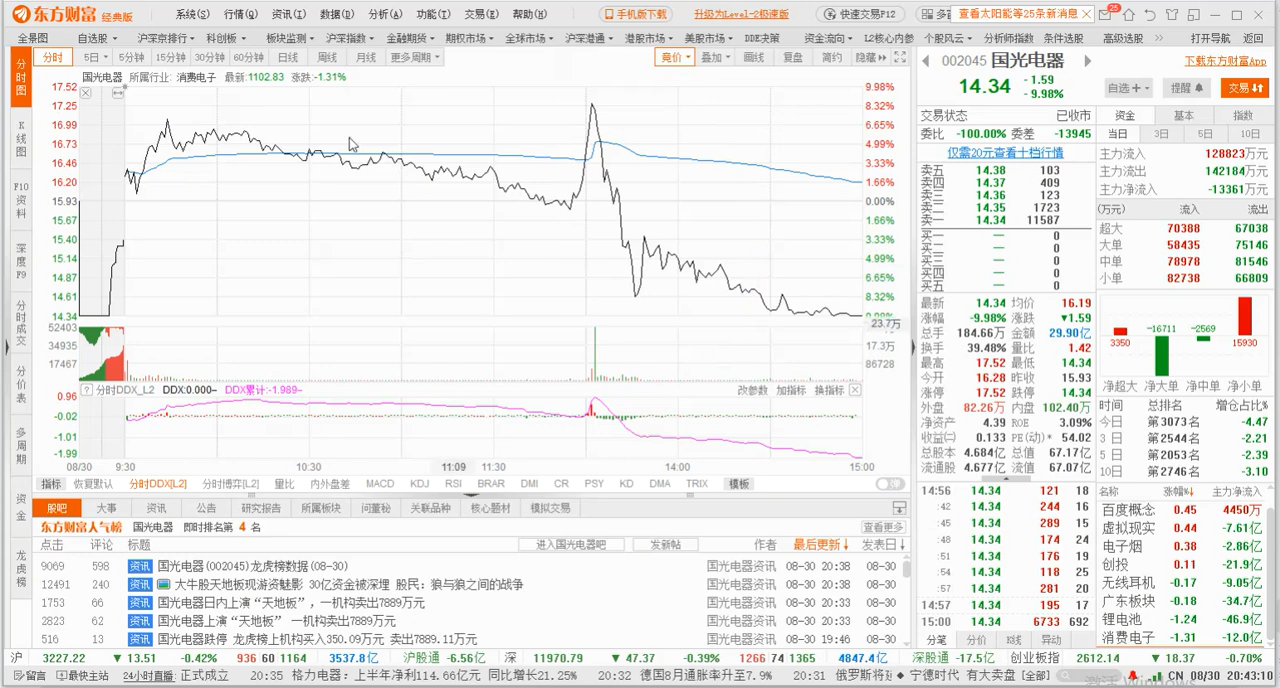 东方财富 经典版 系统(S) 行情(Q) 资讯(I) 数据(D) 分析(A) 功能(T) 交易(E) 帮助(H) 手机版下载 升级为Level-2极速版 快速交易F12 查看太阳能等25条新消息
全景图 自选股 沪深京排行 科创板 板块监测 沪深指数 金融期货 期权市场 全球市场 沪深港通 港股市场 美股市场 DDE决策 资金流向 L2核心内参 个股风云 分析师指数 条件选股 高级选股 打开导航 返回
分时 5日 5分钟 15分钟 30分钟 60分钟 日线 周线 月线 更多周期 竞价 叠加 画线 复盘 简约 隐藏
国光电器 所属行业: 消费电子 最新:1102.83 涨跌:-1.31%
分时图
K线图
F10资料
深度F9
分时成交
分价表
多周期
资金
龙虎榜
17.52 9.98%
17.25 8.32%
16.99 6.65%
16.73 4.99%
16.46 3.33%
16.20 1.66%
15.93 0.00%
15.67 1.66%
15.40 3.33%
15.14 4.99%
14.87 6.65%
14.61 8.32%
14.34
52403 23.7万
34935 17.3万
17467 86728
分时DDX_L2 DDX:0.000 DDX累计:-1.989 改参数 加指标 换指标
0.96
-0.02
-1.01
-1.99
08/30 9:30 10:30 11:09 11:30 14:00 15:00
指标 恢复默认 分时DDX[L2] 分时博弈[L2] 量比 内外盘差 MACD KDJ RSI BRAR DMI CR PSY KD DMA TRIX 模板
股吧 大事 资讯 公告 研究报告 所属板块 问董秘 关联品种 核心题材 模拟交易
东方财富人气榜 国光电器 即时排名第 4 名 查看更多
点击 评论 标题 进入国光电器吧 发新帖 作者 最后更新 发表日
9069 598 资讯 国光电器(002045)龙虎榜数据(08-30) 国光电器资讯 08-30 20:38 08-30
12491 240 资讯 大牛初天地板机游资魅影 30亿资金被深埋 股民：狼与狼之间的战争 国光电器资讯 08-30 20:33 08-30
1753 66 资讯 国光电器日内上演“天地板”，一机构卖出7889万元 国光电器资讯 08-30 20:33 08-30
2823 62 资讯 国光电器上演“天地板” 一机构卖出7889万元 国光电器资讯 08-30 20:33 08-30
516 13 资讯 国光电器跌停 龙虎榜上机构买入350.09万元 卖出7889.11万元 国光电器资讯 08-30 19:46 08-30
002045 国光电器 下载东方财富App
14.34 -1.59 -9.98% 自选 提醒 交易
交易状态 已收市
委比 -100.00% 委差 -13945
仅需20元查看十档行情
卖五 14.38 103
卖四 14.37 409
卖三 14.36 123
卖二 14.35 1723
卖一 14.34 11587
买一 — 0
买二 — 0
买三 — 0
买四 — 0
买五 — 0
最新 14.34 均价 16.19
涨幅 -9.98% 涨跌 ▼1.59
总手 184.66万 金额 29.90亿
换手 39.48% 量比 1.42
最高 17.52 最低 14.34
今开 16.28 昨收 15.93
涨停 17.52 跌停 14.34
外盘 82.26万 内盘 102.40万
净资产 4.39 ROE 3.09%
收益(二) 0.133 PE(动) 54.02
总股本 4.684亿 总值 67.17亿
流通股 4.677亿 流值 67.07亿
14:56 14.34 121 18
:42 14.34 244 16
:45 14.34 289 15
:48 14.34 174 24
:51 14.34 176 19
:54 14.34 118 25
:57 14.34 281 20
14:57 14.34 195 17
15:00 14.34 6733 692
分笔 分价 K线 异动
资金 基本 指数
当日 3日 5日 10日
主力流入 128823万元
主力流出 142184万元
主力净流入 -13361万元
(万元) 流入 流出
超大 70388 67038
大单 58435 75146
中单 78978 81546
小单 82738 66809
3350 -16711 -2569 15930
净超大 净大单 净中单 净小单
时间 总排名 增仓占比%
今日 第3073名 -4.47
3 日 第2544名 -2.21
5 日 第2053名 -2.39
10日 第2746名 -3.10
名称 涨幅% 主力净流入
百度概念 0.45 4450万
虚拟现实 0.44 -7.61亿
电子烟 0.38 -2.86亿
创投 0.11 -21.9亿
无线耳机 -0.17 -9.05亿
广东板块 -0.18 -34.7亿
锂电池 -1.24 -46.9亿
消费电子 -1.31 -12.0亿
沪 3227.22 ▼13.51 -0.42% 936 60 1164 3537.8亿 沪股通 -6.56亿 深 11970.79 ▼47.37 -0.39% 1266 74 1365 4847.4亿 深股通 -17.5亿 创业板指 2612.14 ▼18.37 -0.70%
留言 最快主站 24小时 20:32 德国8月通胀率升至7.9% 20:31 宁德时代 有大卖盘 [全部] CN 08/30 20:43:10